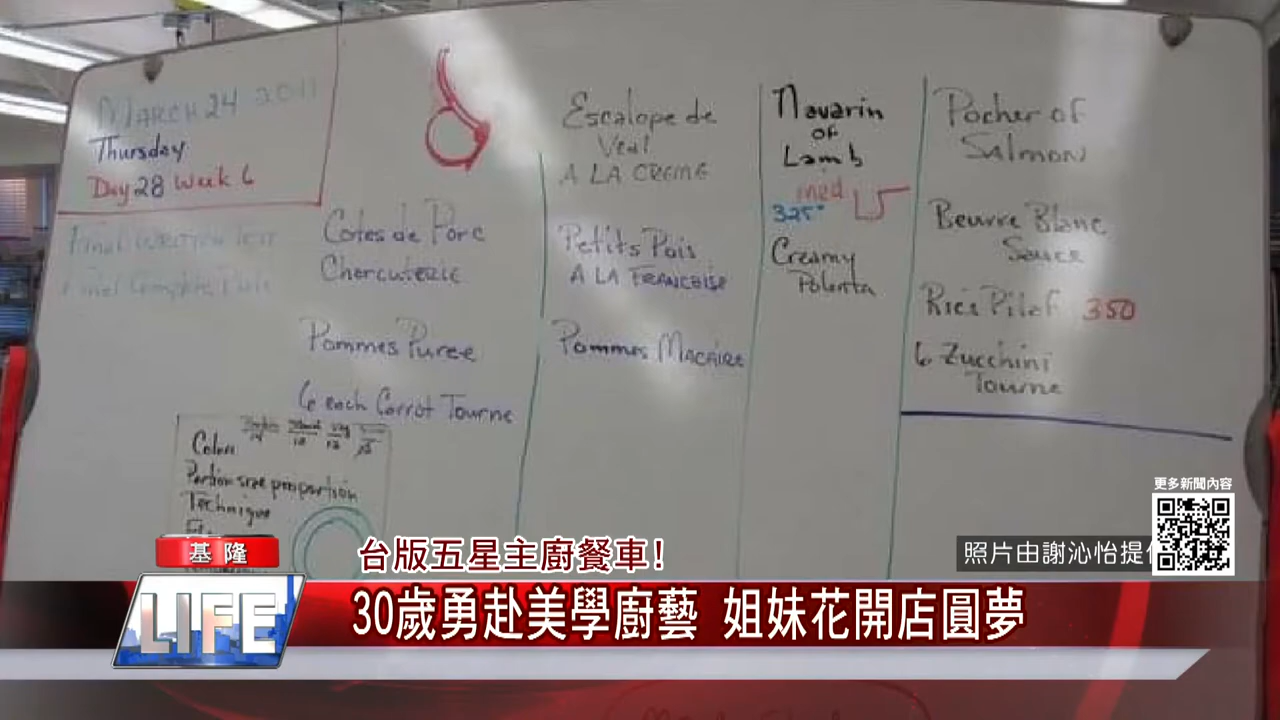 March 24 2011
Thursday
Day 28 Week 6
Final Written Test
Cotes de Porc
Charcuterie
Pommes Puree
6 each Carrot Tourne
Color
Portion size proportion
Technique
Escalope de
Veal
A LA CREME
Petits Pois
A LA FRANCAISE
Pommes MACAIRE
Navarin
of
Lamb
med
325°
Creamy
Polenta
Pocher of
SALMON
Beurre Blanc
Sauce
Rice Pilaf 350
6 Zucchini
Tourne
更多新聞內容
照片由謝沁怡提
基隆
LIFE
台版五星主廚餐車!
30歲勇赴美學廚藝 姐妹花開店圓夢